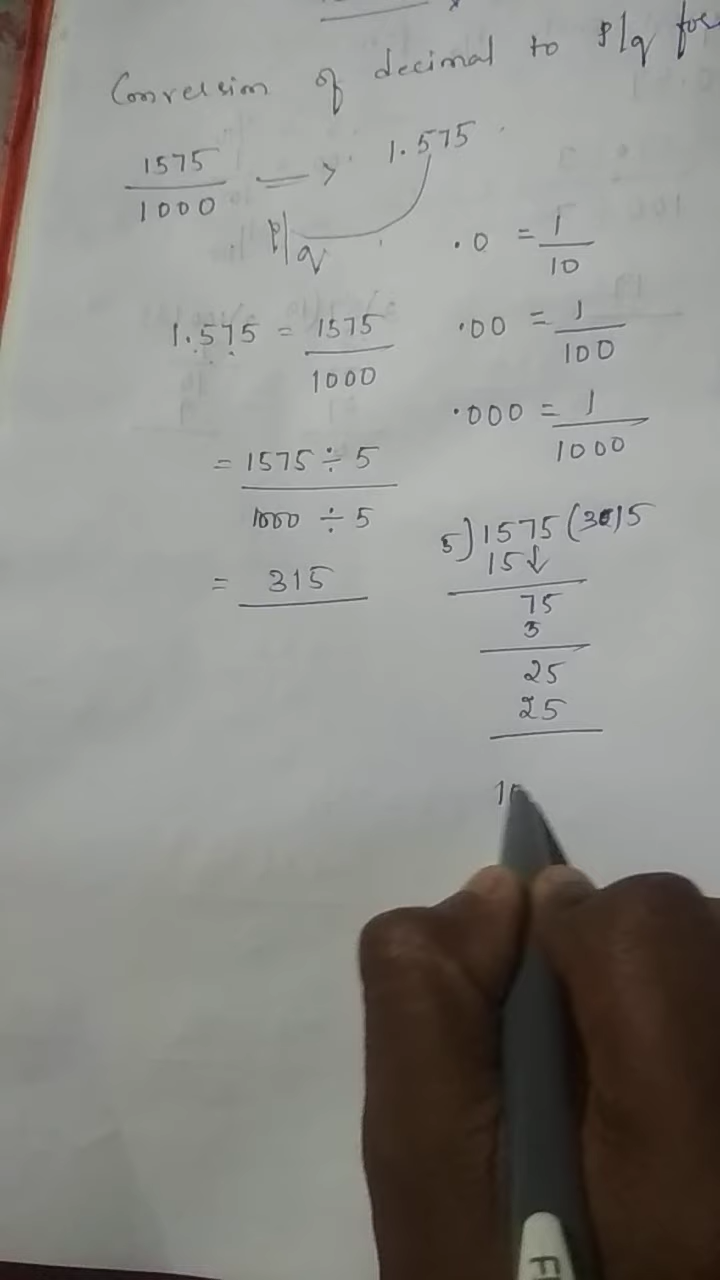 Conversion of decimal to P/q for
1575/1000 => 1.575
P/q
.0 = 1/10
1.575 = 1575/1000
.00 = 1/100
.000 = 1/1000
= 1575 ÷ 5
1000 ÷ 5
5)1575(315
15↓
= 315
75
5
25
25
10